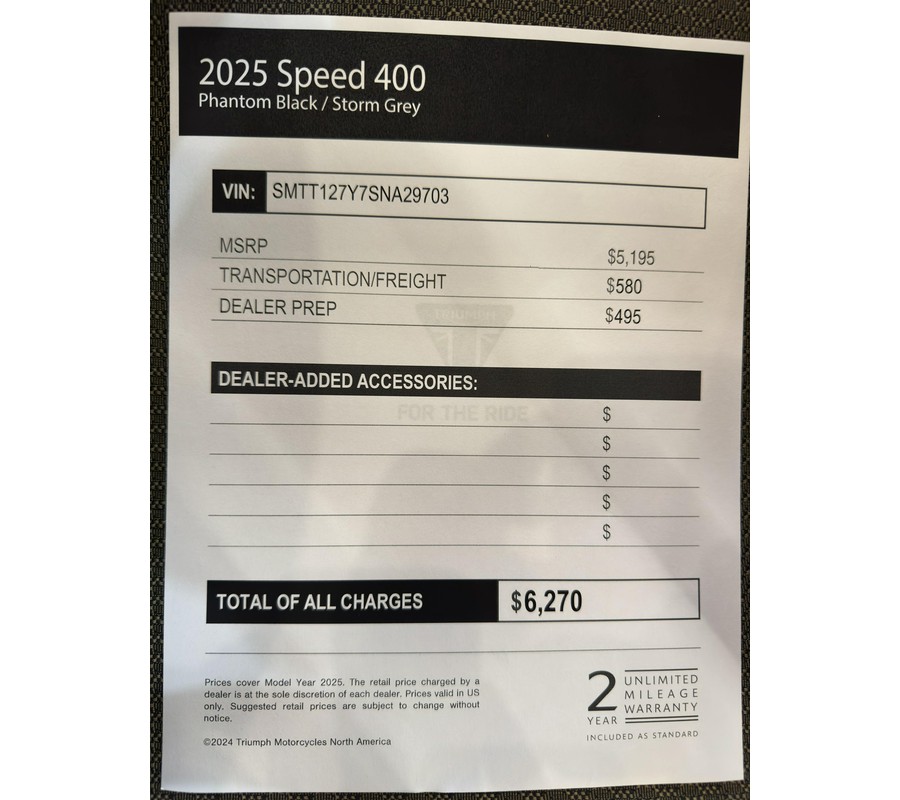 2025 Speed 400
Phantom Black / Storm Grey
VIN: SMTT127Y7SNA29703
MSRP $5,195
TRANSPORTATION/FREIGHT $580
DEALER PREP $495
TRIUMPH
DEALER-ADDED ACCESSORIES:
FOR THE RIDE
$
$
$
$
$
TOTAL OF ALL CHARGES $6,270
Prices cover Model Year 2025. The retail price charged by a
dealer is at the sole discretion of each dealer. Prices valid in US
only. Suggested retail prices are subject to change without
notice.
©2024 Triumph Motorcycles North America
2 YEAR
UNLIMITED
MILEAGE
WARRANTY
INCLUDED AS STANDARD